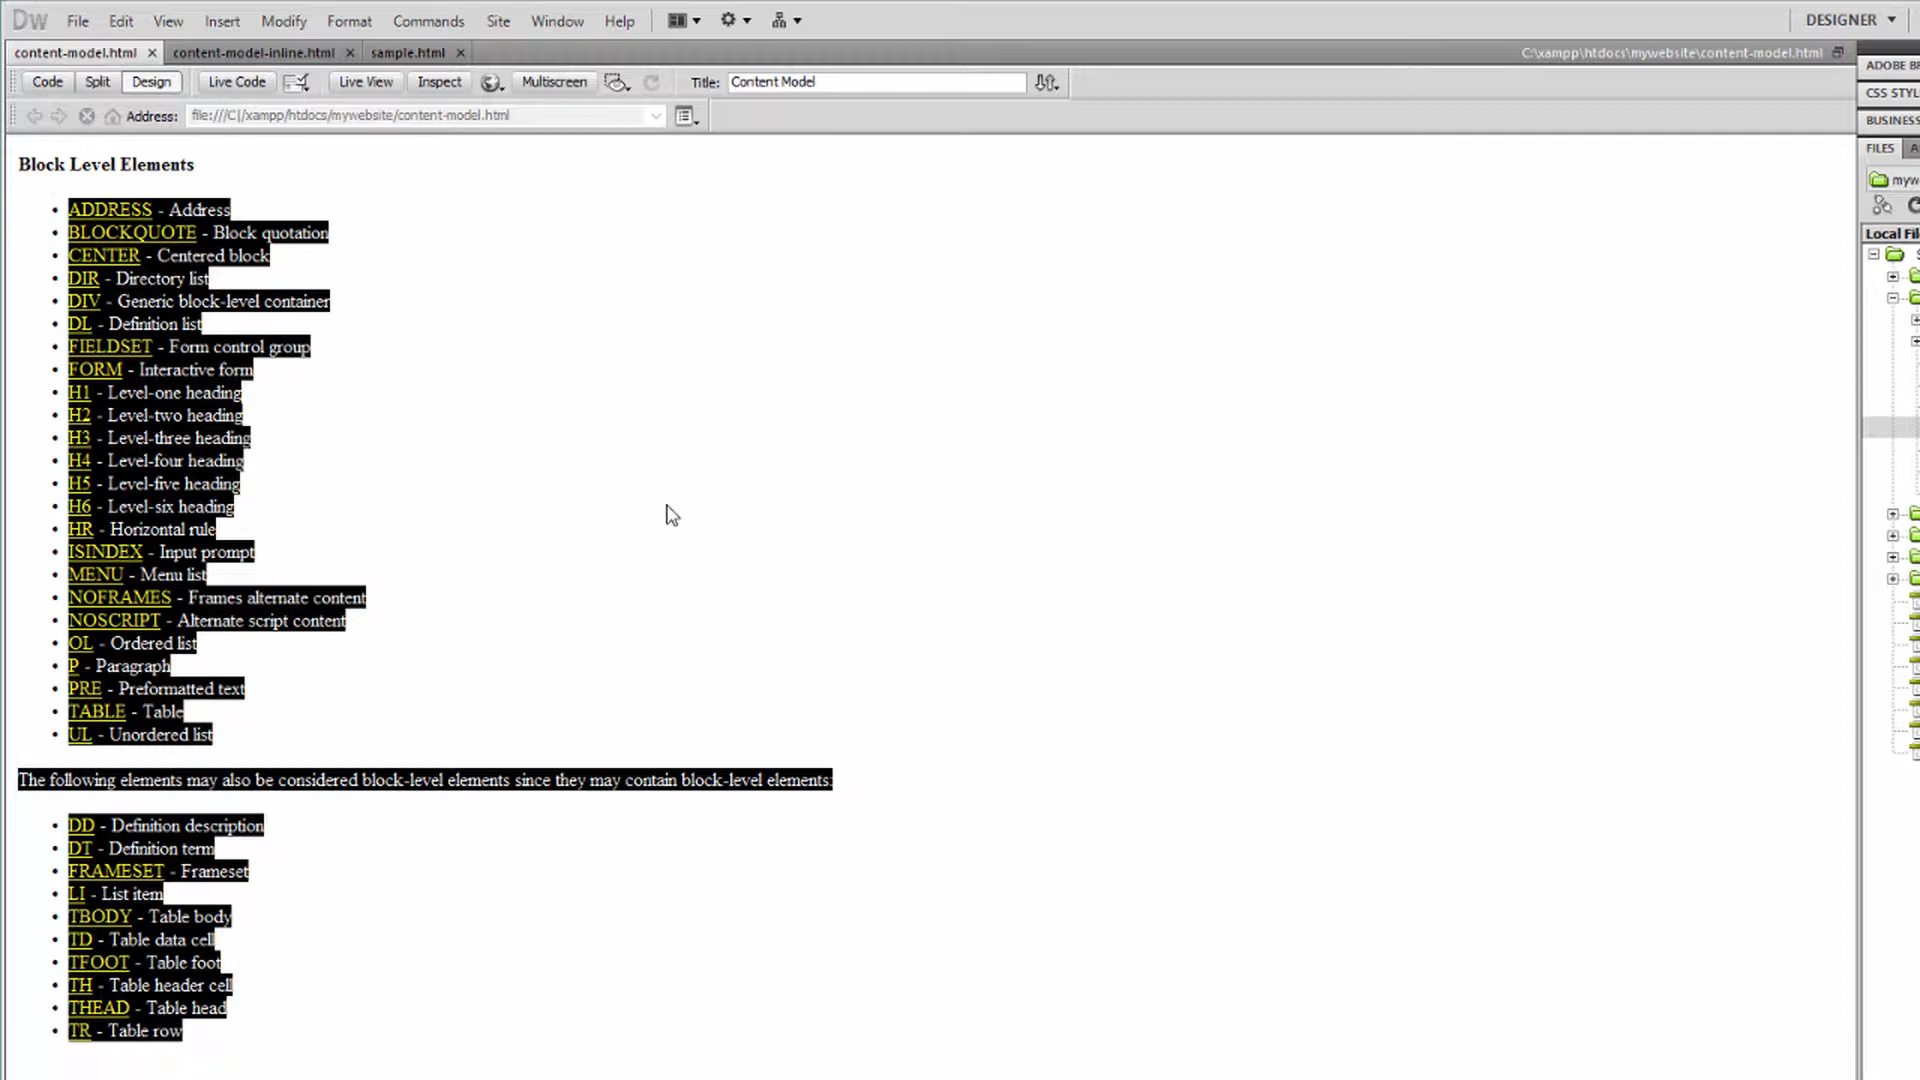 Dw File Edit View Insert Modify Format Commands Site Window Help DESIGNER
content-model.html content-model-inline.html sample.html C:\xampp\htdocs\mywebsite\content-model.html
ADOBE
Code Split Design Live Code Live View Inspect Multiscreen Title: Content Model
CSS
Address: file:///C|/xampp/htdocs/mywebsite/content-model.html
BUSINESS
FILES
Block Level Elements
ADDRESS - Address
BLOCKQUOTE - Block quotation
Local
CENTER - Centered block
DIR - Directory list
DIV - Generic block-level container
DL - Definition list
FIELDSET - Form control group
FORM - Interactive form
H1 - Level-one heading
H2 - Level-two heading
H3 - Level-three heading
H4 - Level-four heading
H5 - Level-five heading
H6 - Level-six heading
HR - Horizontal rule
ISINDEX - Input prompt
MENU - Menu list
NOFRAMES - Frames alternate content
NOSCRIPT - Alternate script content
OL - Ordered list
P - Paragraph
PRE - Preformatted text
TABLE - Table
UL - Unordered list
The following elements may also be considered block-level elements since they may contain block-level elements:
DD - Definition description
DT - Definition term
FRAMESET - Frameset
LI - List item
TBODY - Table body
TD - Table data cell
TFOOT - Table foot
TH - Table header cell
THEAD - Table head
TR - Table row